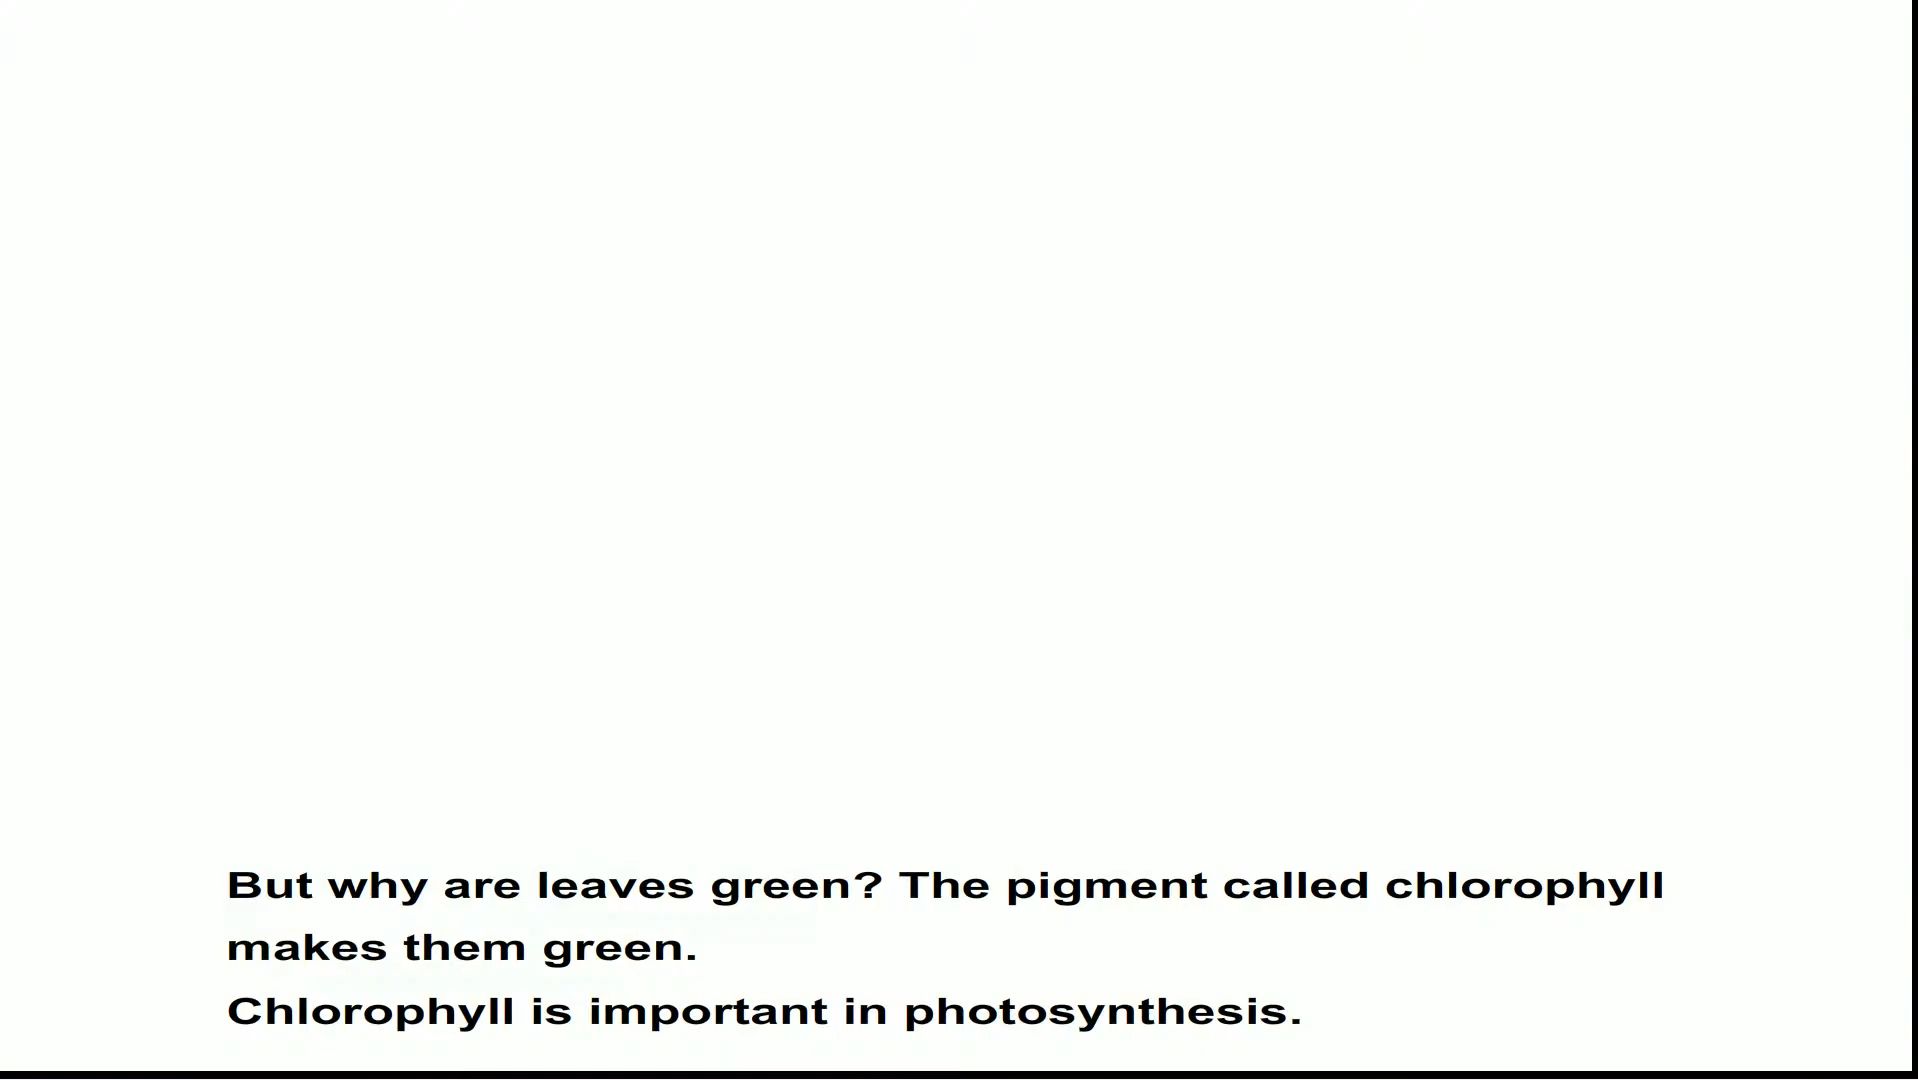 But why are leaves green? The pigment called chlorophyll
makes them green.
Chlorophyll is important in photosynthesis.